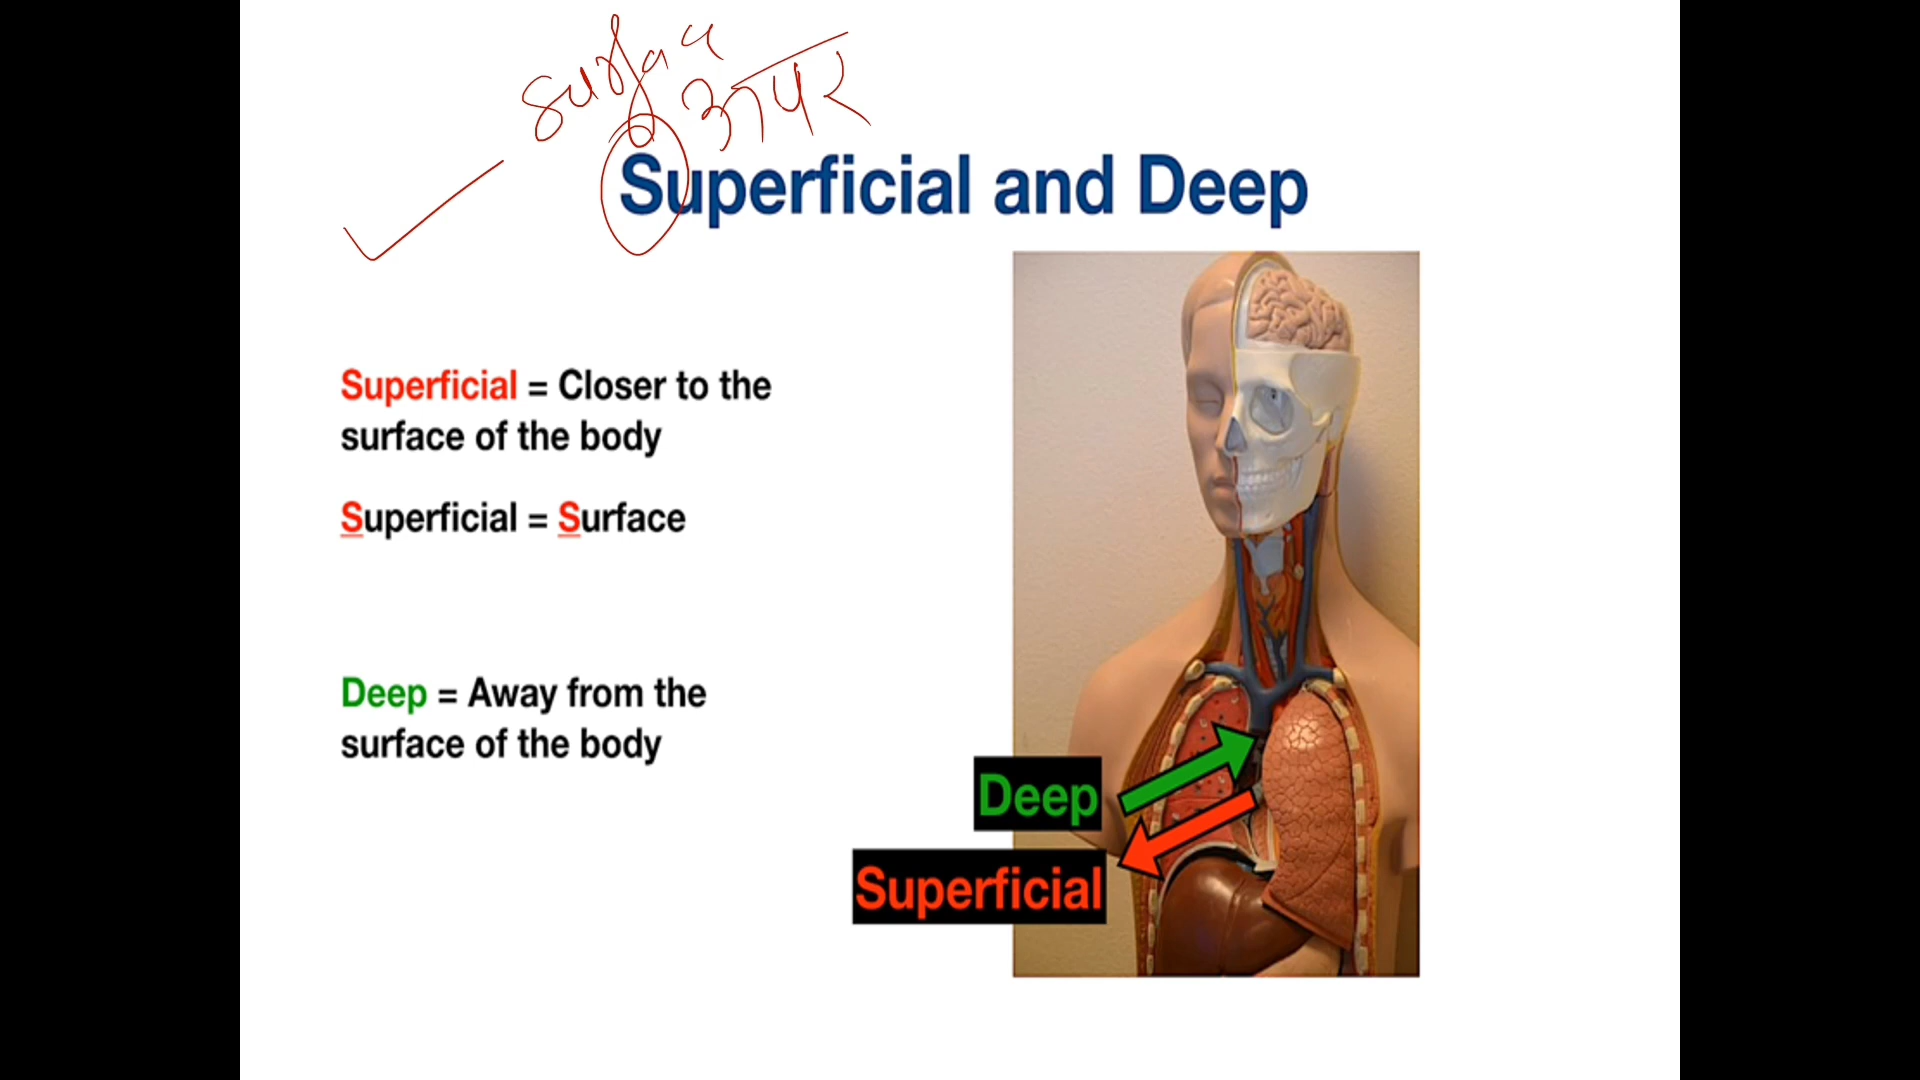 surface
ऊपर
Superficial and Deep
Superficial = Closer to the
surface of the body
Superficial = Surface
Deep = Away from the
surface of the body
Deep
Superficial